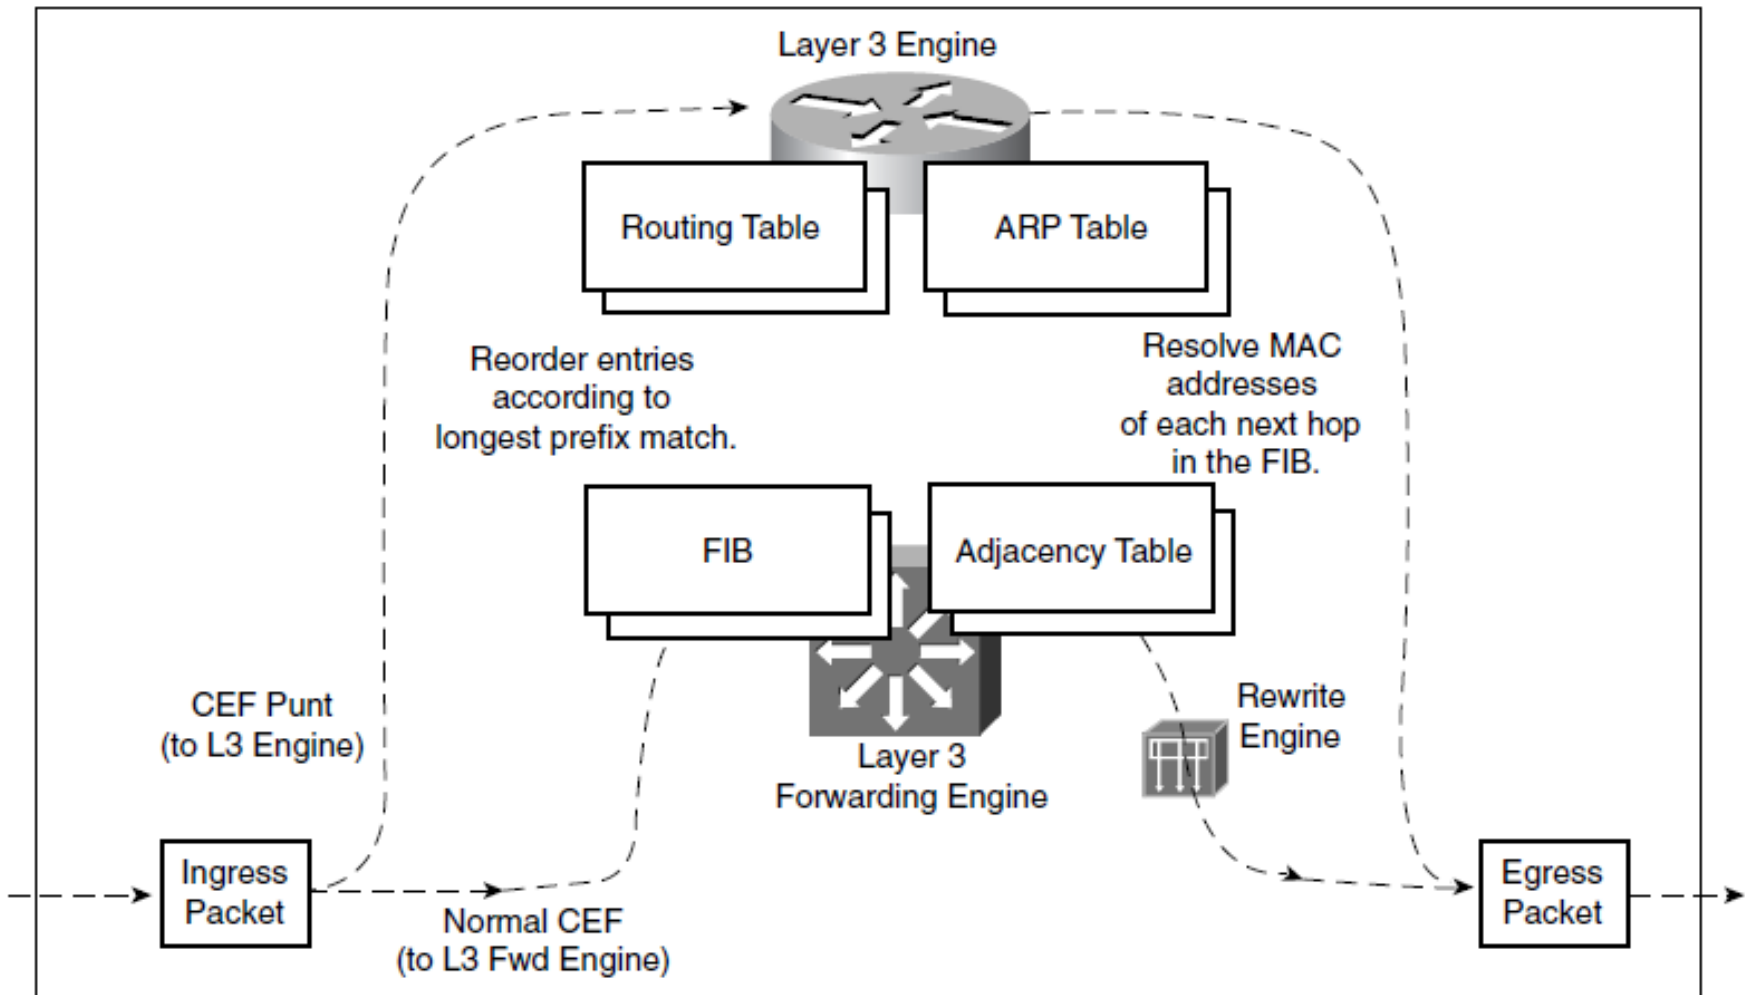 Layer 3 Engine
Routing Table
ARP Table
Reorder entries
according to
longest prefix match.
Resolve MAC
addresses
of each next hop
in the FIB.
FIB
Adjacency Table
CEF Punt
(to L3 Engine)
Layer 3
Forwarding Engine
Rewrite
Engine
Ingress
Packet
Normal CEF
(to L3 Fwd Engine)
Egress
Packet